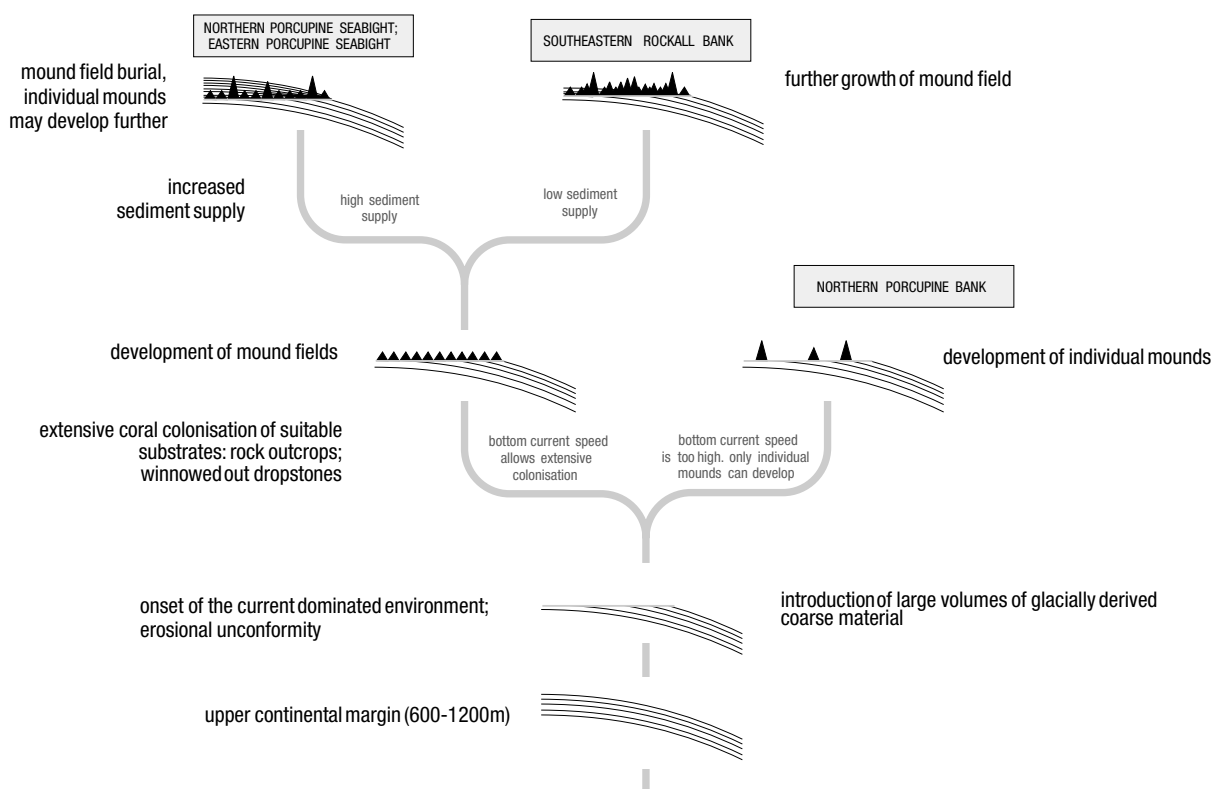 NORTHERN PORCUPINE SEABIGHT;
EASTERN PORCUPINE SEABIGHT
SOUTHEASTERN ROCKALL BANK
mound field burial,
individual mounds
may develop further
further growth of mound field
increased
sediment supply
high sediment
supply
low sediment
supply
NORTHERN PORCUPINE BANK
development of mound fields
development of individual mounds
extensive coral colonisation of suitable
substrates: rock outcrops;
winnowed out dropstones
bottom current speed
allows extensive
colonisation
bottom current speed
is too high. only individual
mounds can develop
onset of the current dominated environment;
erosional unconformity
introduction of large volumes of glacially derived
coarse material
upper continental margin (600-1200m)